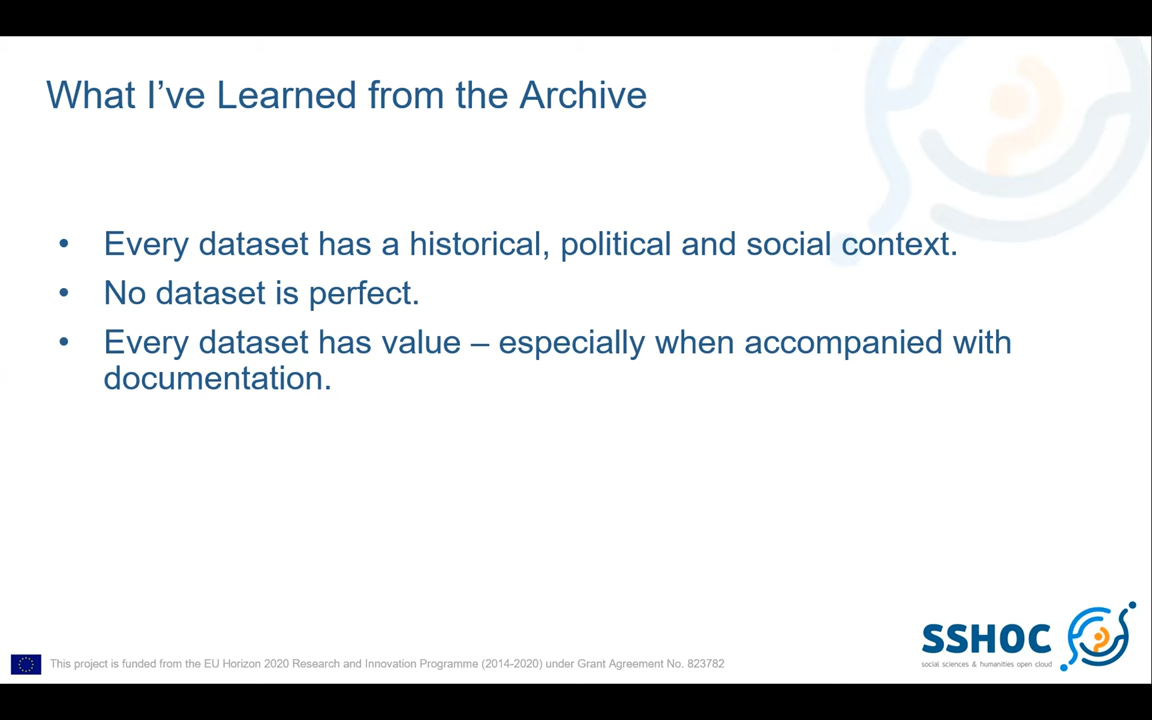 What I’ve Learned from the Archive
• Every dataset has a historical, political and social context.
• No dataset is perfect.
• Every dataset has value – especially when accompanied with
documentation.
SSHOC
social sciences & humanities open cloud
This project is funded from the EU Horizon 2020 Research and Innovation Programme (2014-2020) under Grant Agreement No. 823782